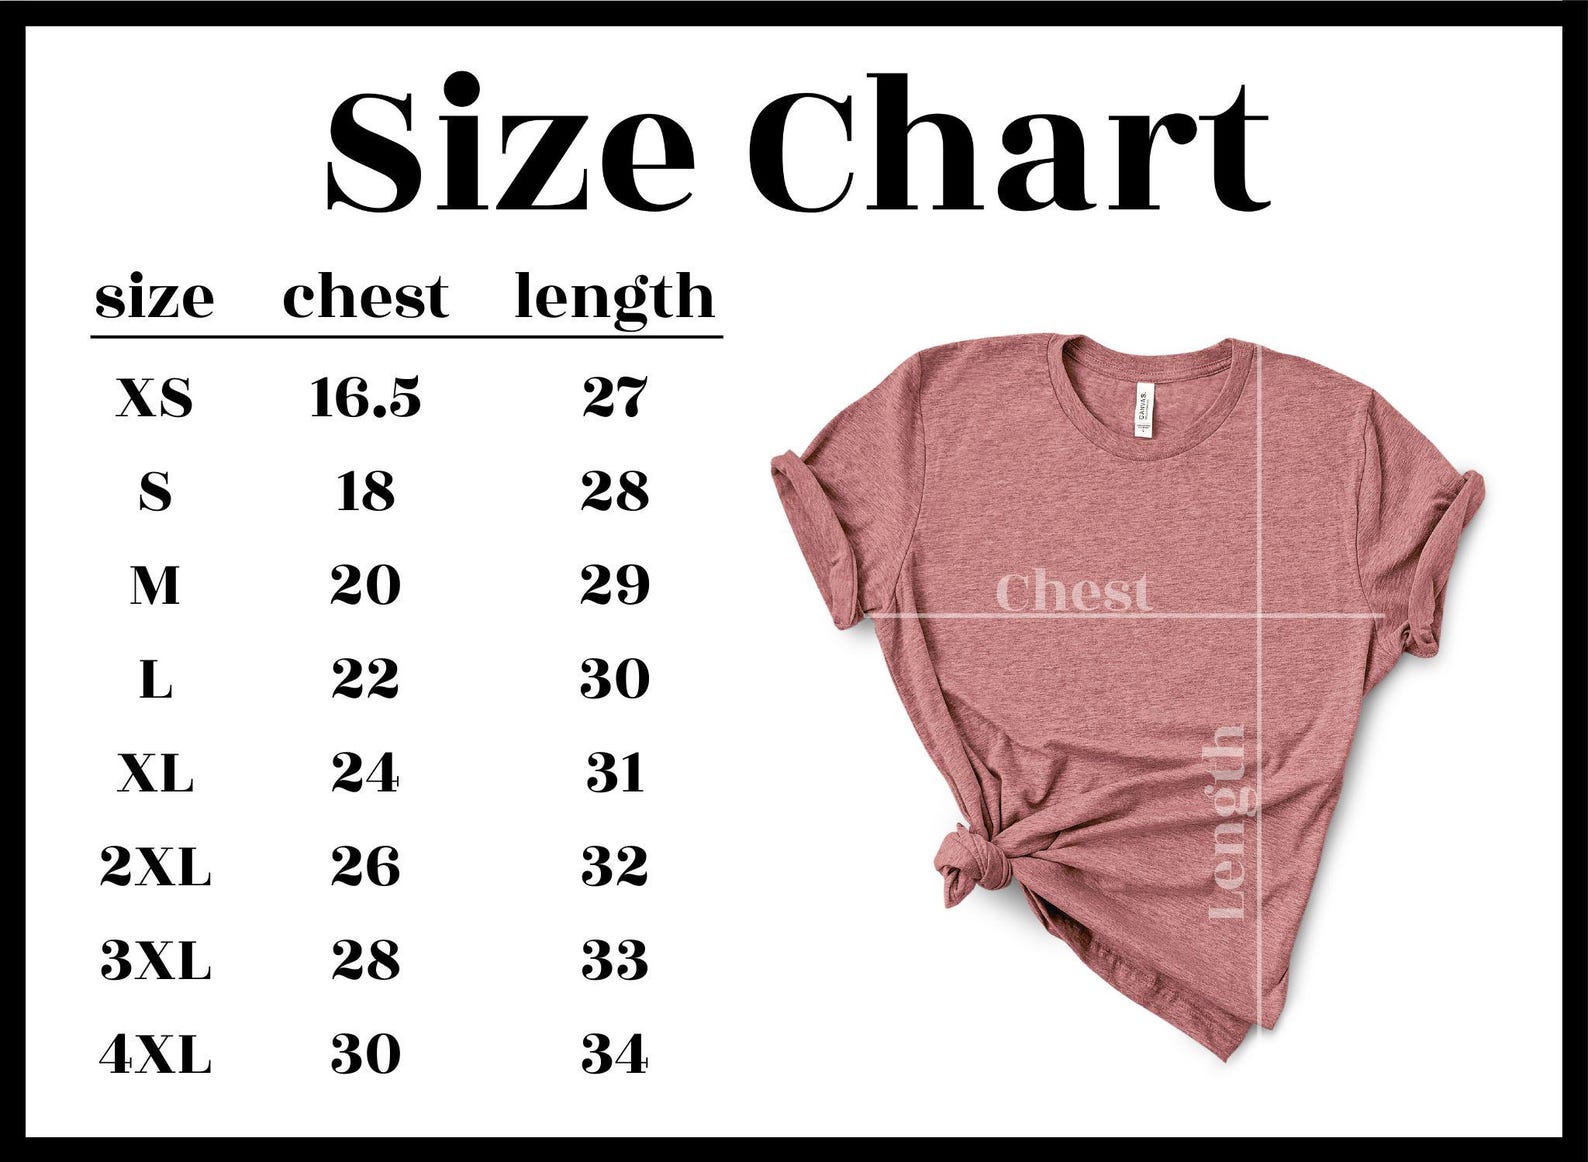 Size Chart
size chest length
XS 16.5 27
S 18 28
M 20 29
L 22 30
XL 24 31
2XL 26 32
3XL 28 33
4XL 30 34
CANVAS
Chest
Length